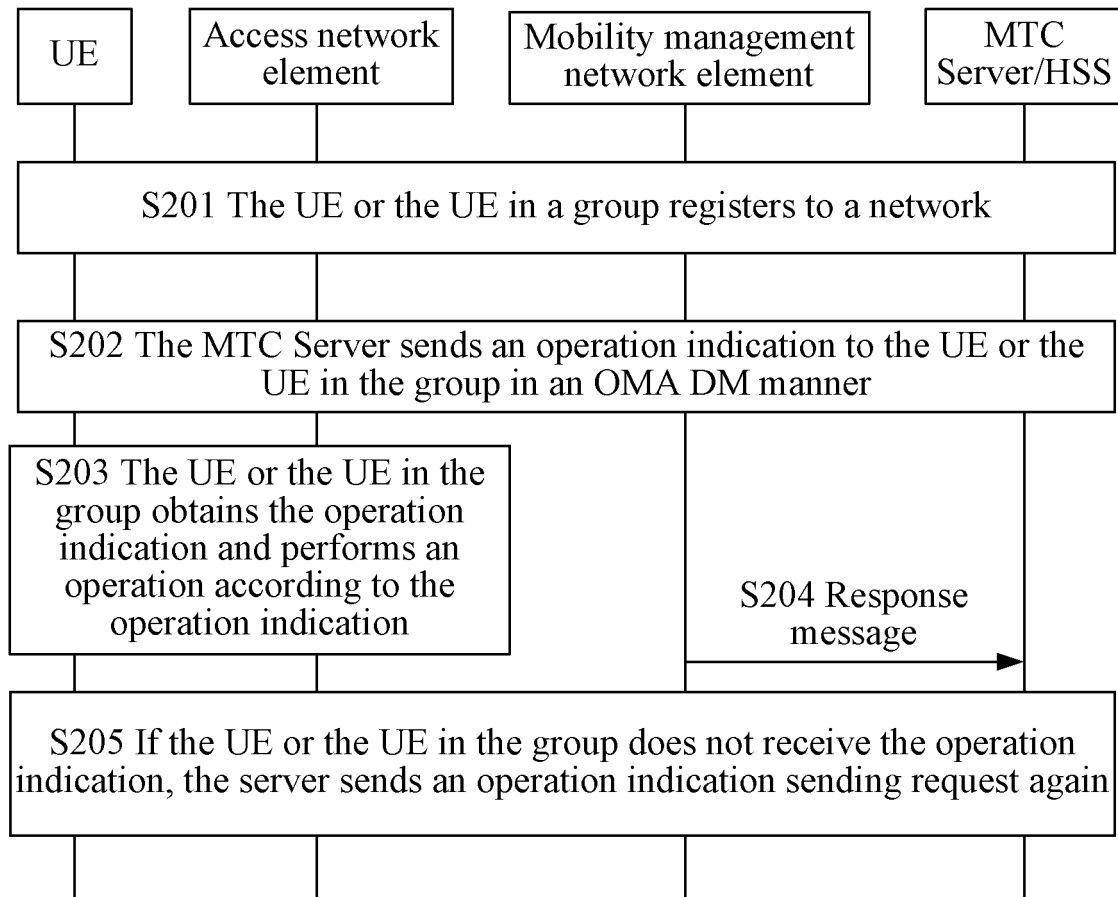 UE
Access network
element
Mobility management
network element
MTC
Server/HSS
S201 The UE or the UE in a group registers to a network
S202 The MTC Server sends an operation indication to the UE or the
UE in the group in an OMA DM manner
S203 The UE or the UE in the
group obtains the operation
indication and performs an
operation according to the
operation indication
S204 Response
message
S205 If the UE or the UE in the group does not receive the operation
indication, the server sends an operation indication sending request again